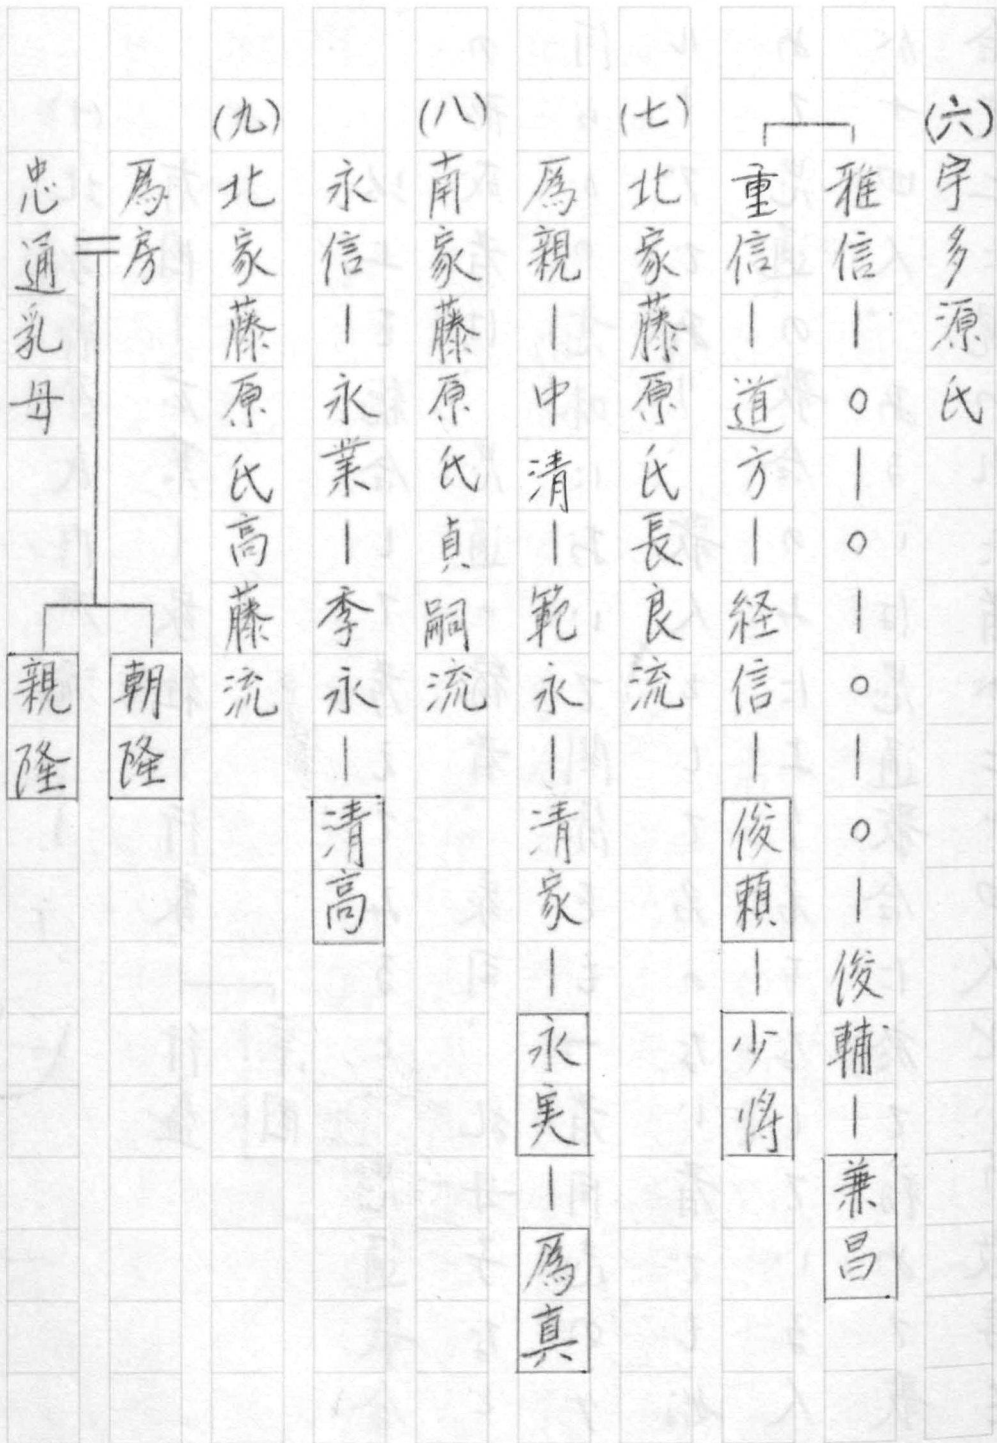 (六)宇多源氏
雅信―○―○―○―○―俊輔―兼昌
重信―道方―経信―俊頼―少将
(七)北家藤原氏長良流
爲親―中清―範永―清家―永実―爲真
(八)南家藤原氏貞嗣流
永信―永業―季永―清高
(九)北家藤原氏高藤流
爲房 朝隆
忠通乳母 親隆